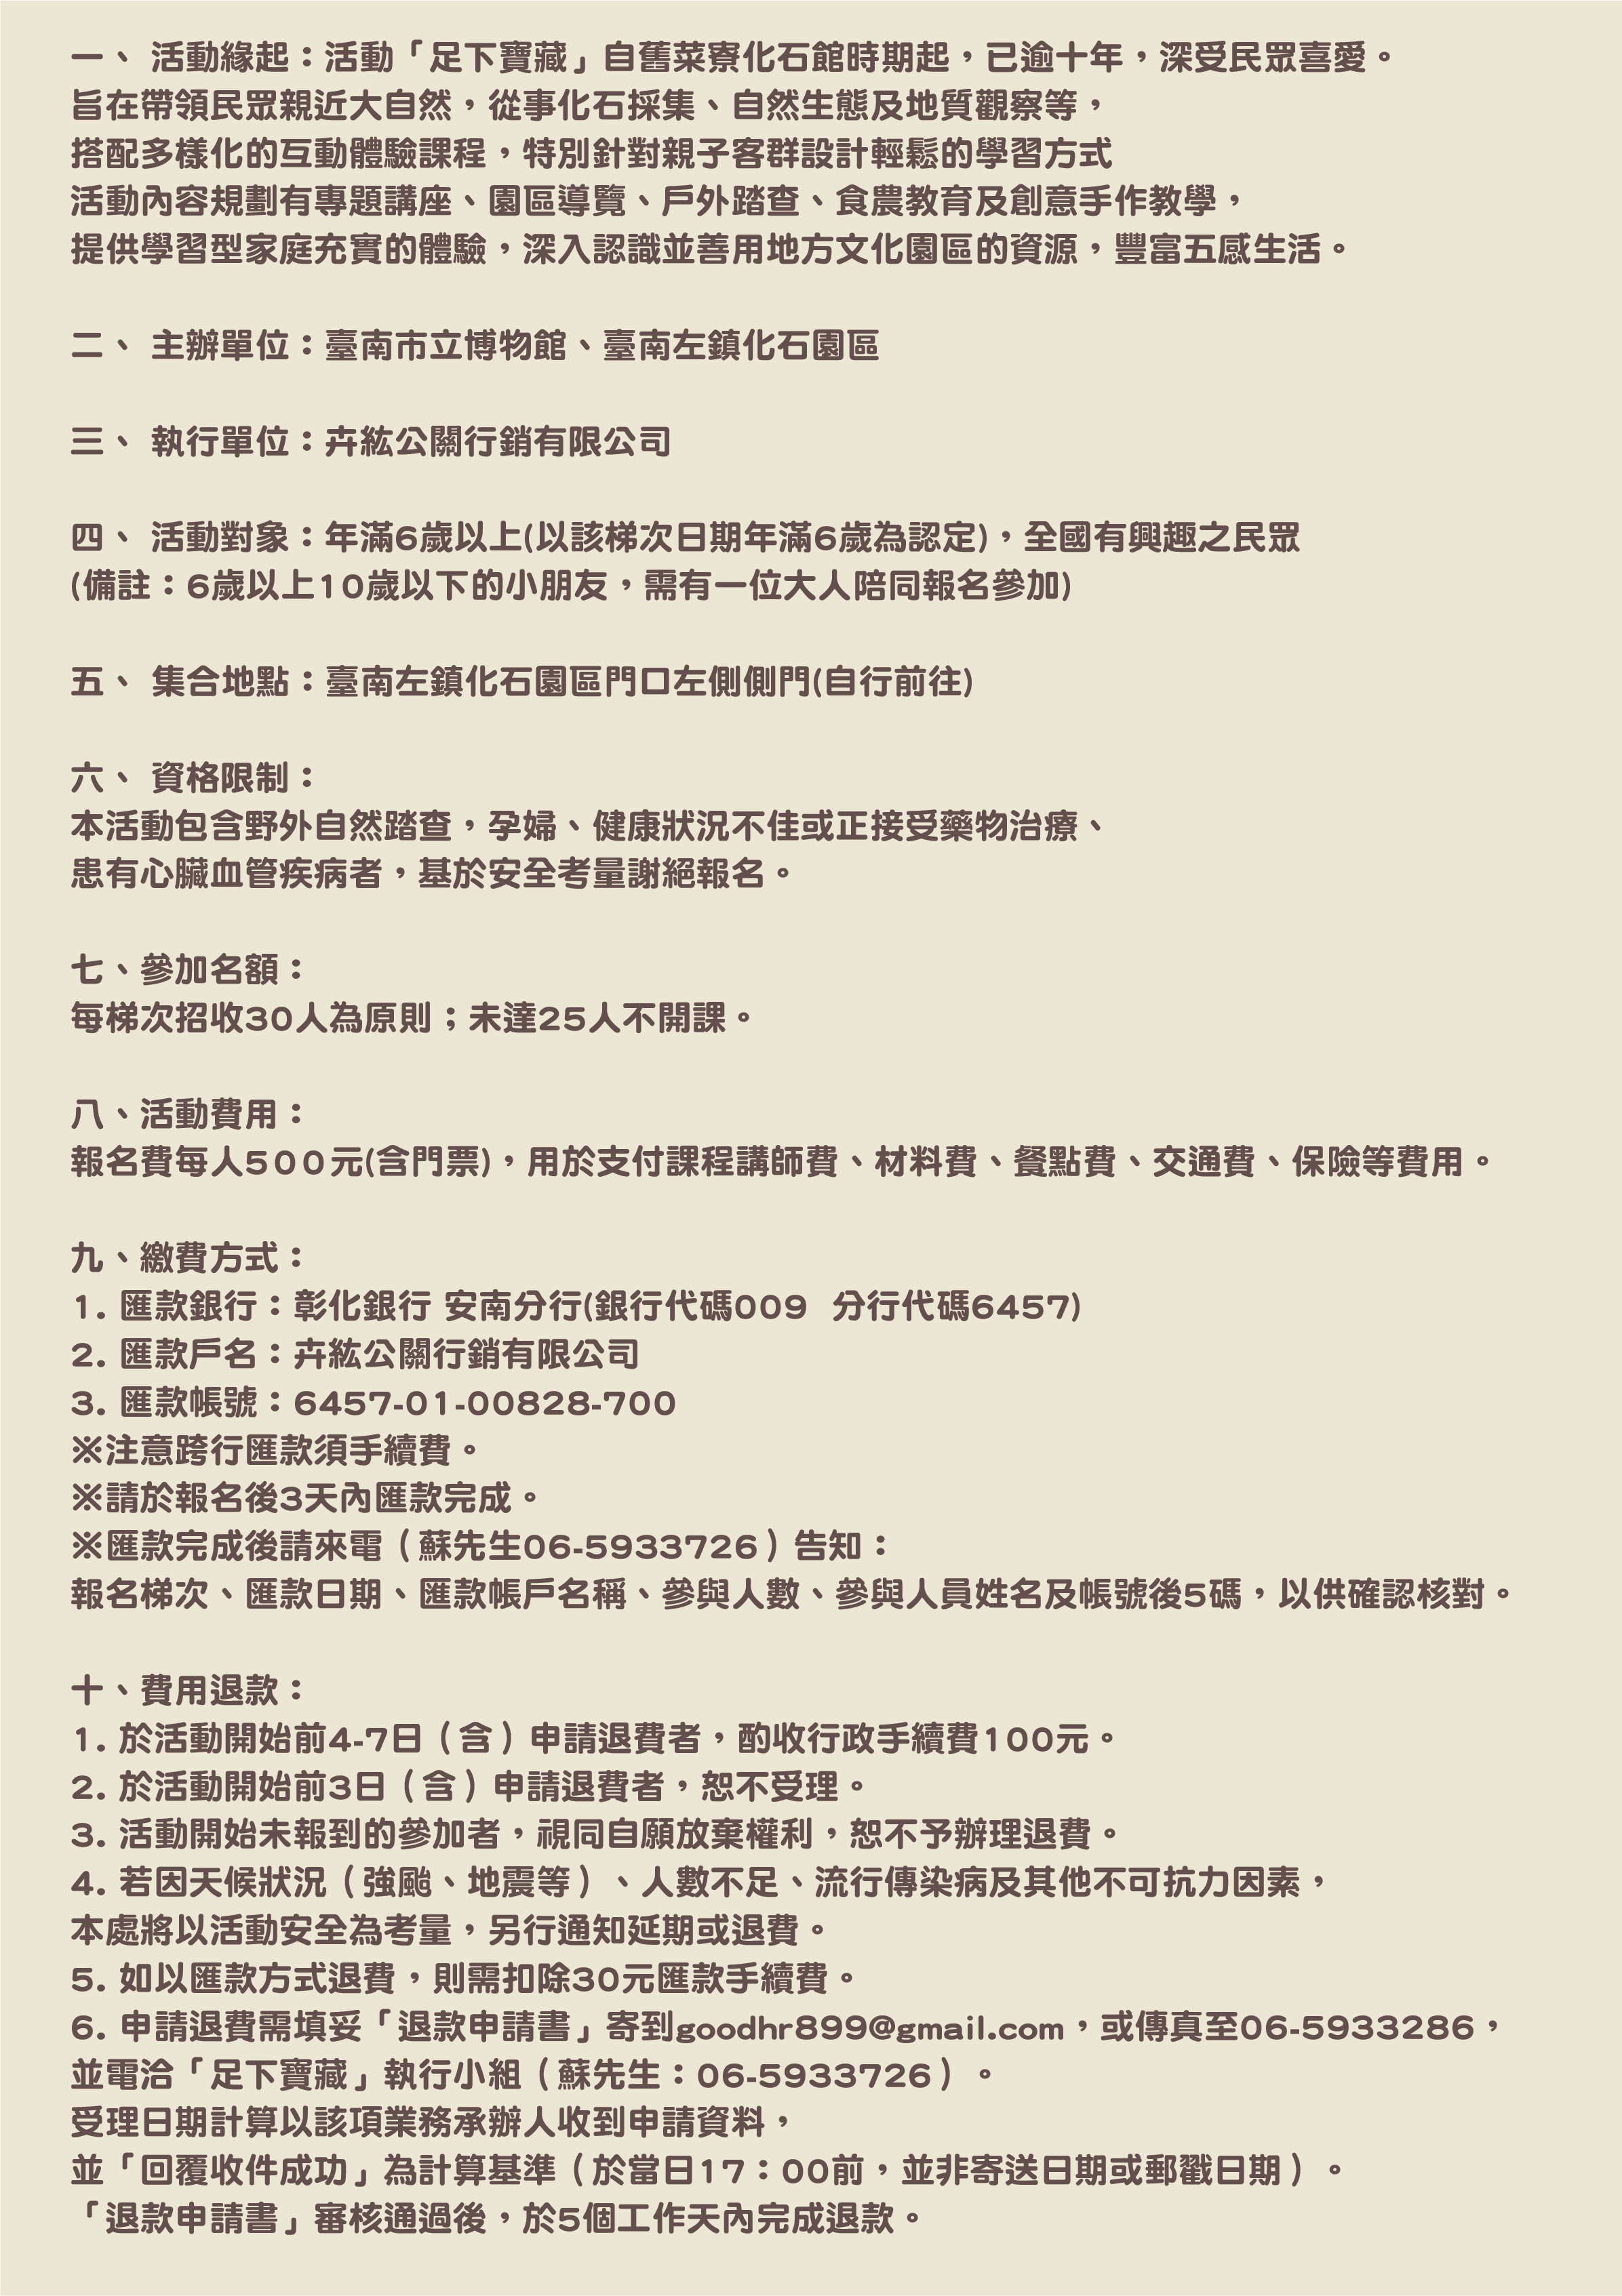 一、 活動緣起：活動「足下寶藏」自舊菜寮化石館時期起，已逾十年，深受民眾喜愛。
旨在帶領民眾親近大自然，從事化石採集、自然生態及地質觀察等，
搭配多樣化的互動體驗課程，特別針對親子客群設計輕鬆的學習方式
活動內容規劃有專題講座、園區導覽、戶外踏查、食農教育及創意手作教學，
提供學習型家庭充實的體驗，深入認識並善用地方文化園區的資源，豐富五感生活。
二、 主辦單位：臺南市立博物館、臺南左鎮化石園區
三、 執行單位：卉紘公關行銷有限公司
四、 活動對象：年滿6歲以上(以該梯次日期年滿6歲為認定)，全國有興趣之民眾
(備註：6歲以上10歲以下的小朋友，需有一位大人陪同報名參加)
五、 集合地點：臺南左鎮化石園區門口左側側門(自行前往)
六、 資格限制：
本活動包含野外自然踏查，孕婦、健康狀況不佳或正接受藥物治療、
患有心臟血管疾病者，基於安全考量謝絕報名。
七、參加名額：
每梯次招收30人為原則；未達25人不開課。
八、活動費用：
報名費每人500元(含門票)，用於支付課程講師費、材料費、餐點費、交通費、保險等費用。
九、繳費方式：
1. 匯款銀行：彰化銀行 安南分行(銀行代碼009 分行代碼6457)
2. 匯款戶名：卉紘公關行銷有限公司
3. 匯款帳號：6457-01-00828-700
※注意跨行匯款須手續費。
※請於報名後3天內匯款完成。
※匯款完成後請來電（蘇先生06-5933726）告知：
報名梯次、匯款日期、匯款帳戶名稱、參與人數、參與人員姓名及帳號後5碼，以供確認核對。
十、費用退款：
1. 於活動開始前4-7日（含）申請退費者，酌收行政手續費100元。
2. 於活動開始前3日（含）申請退費者，恕不受理。
3. 活動開始未報到的參加者，視同自願放棄權利，恕不予辦理退費。
4. 若因天候狀況（強颱、地震等）、人數不足、流行傳染病及其他不可抗力因素，
本處將以活動安全為考量，另行通知延期或退費。
5. 如以匯款方式退費，則需扣除30元匯款手續費。
6. 申請退費需填妥「退款申請書」寄到goodhr899@gmail.com，或傳真至06-5933286，
並電洽「足下寶藏」執行小組（蘇先生：06-5933726）。
受理日期計算以該項業務承辦人收到申請資料，
並「回覆收件成功」為計算基準（於當日17：00前，並非寄送日期或郵戳日期）。
「退款申請書」審核通過後，於5個工作天內完成退款。